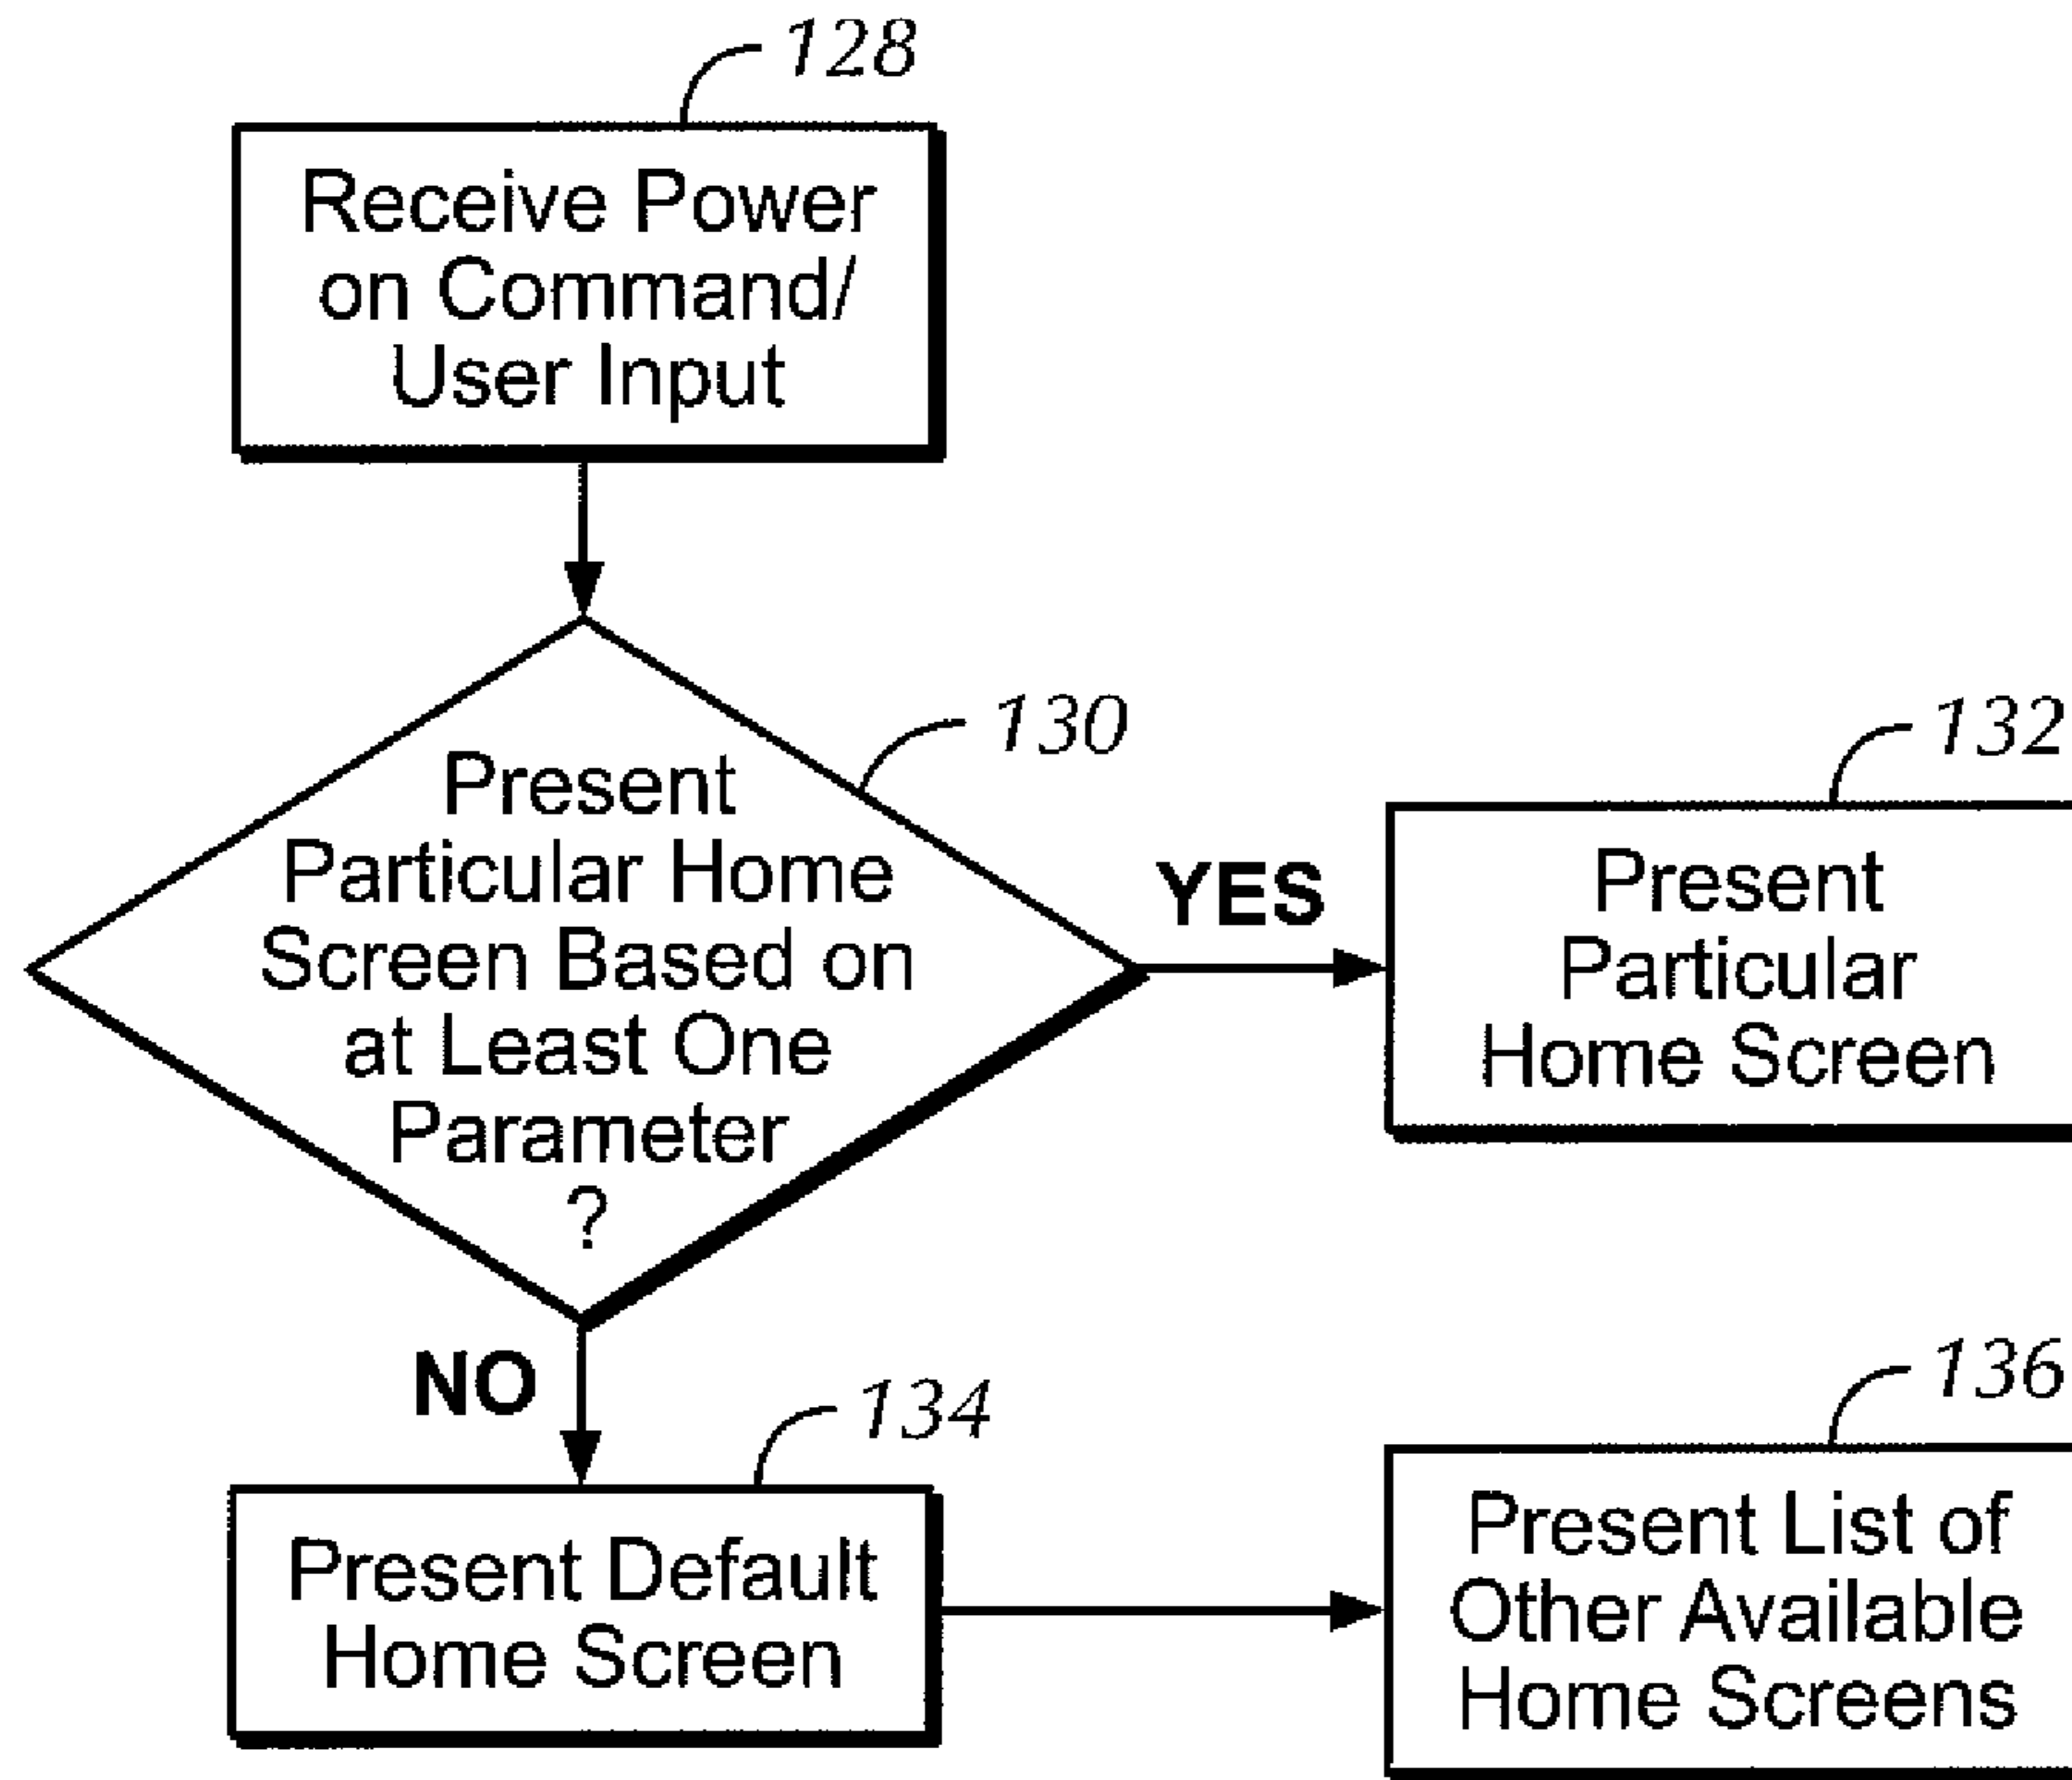 128
Receive Power
on Command/
User Input
130
Present
Particular Home
Screen Based on
at Least One
Parameter
?
YES
132
Present
Particular
Home Screen
NO
134
Present Default
Home Screen
136
Present List of
Other Available
Home Screens